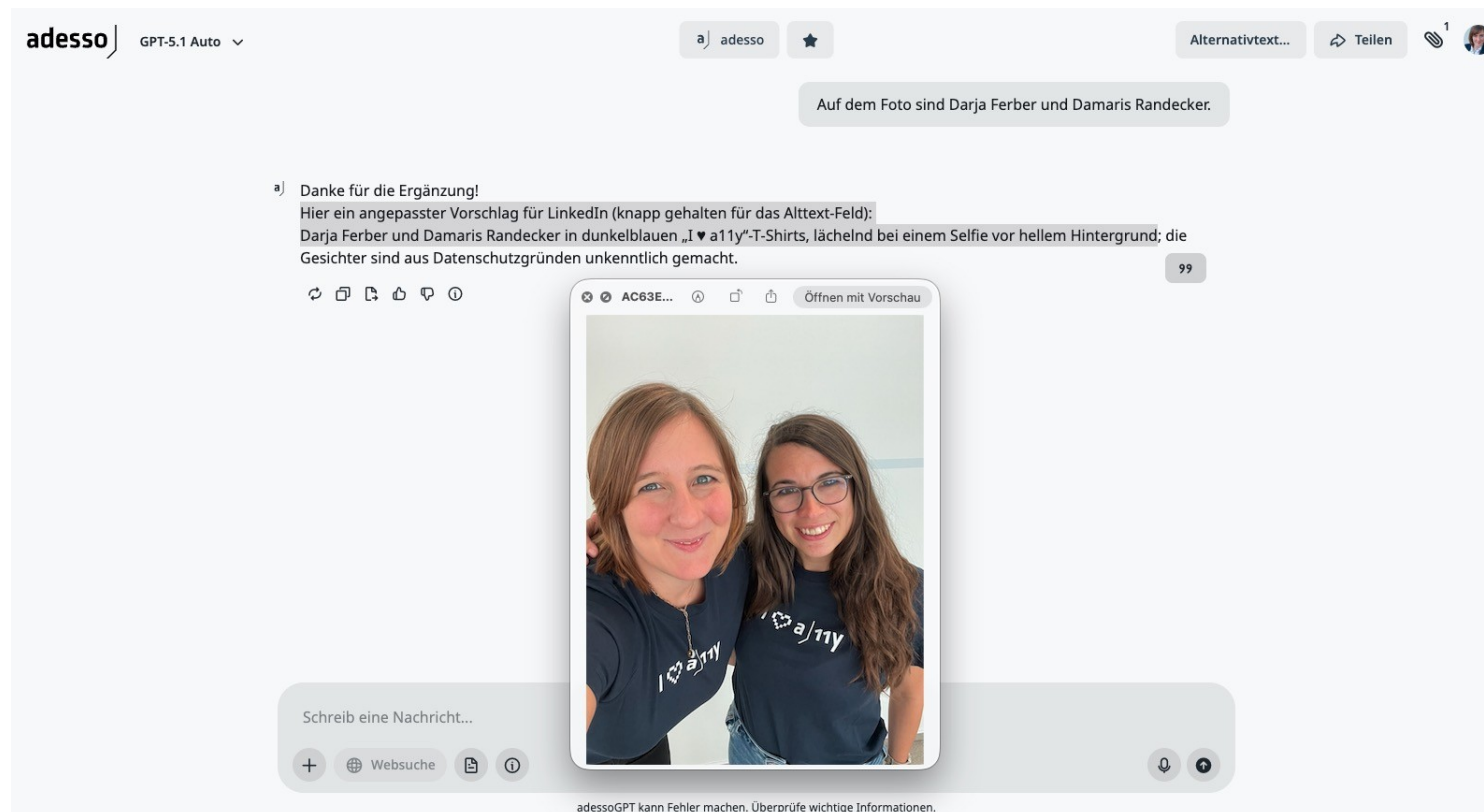 adesso
GPT-5.1 Auto
a) adesso
Alternativtext...
Teilen
1
Auf dem Foto sind Darja Ferber und Damaris Randecker.
a)
Danke für die Ergänzung!
Hier ein angepasster Vorschlag für LinkedIn (knapp gehalten für das Alttext-Feld):
Darja Ferber und Damaris Randecker in dunkelblauen „I ♥ a11y“-T-Shirts, lächelnd bei einem Selfie vor hellem Hintergrund; die
Gesichter sind aus Datenschutzgründen unkenntlich gemacht.
99
AC63E...
Öffnen mit Vorschau
I ♡ a)11y
I ♡ a)11y
Schreib eine Nachricht...
Websuche
adessoGPT kann Fehler machen. Überprüfe wichtige Informationen.